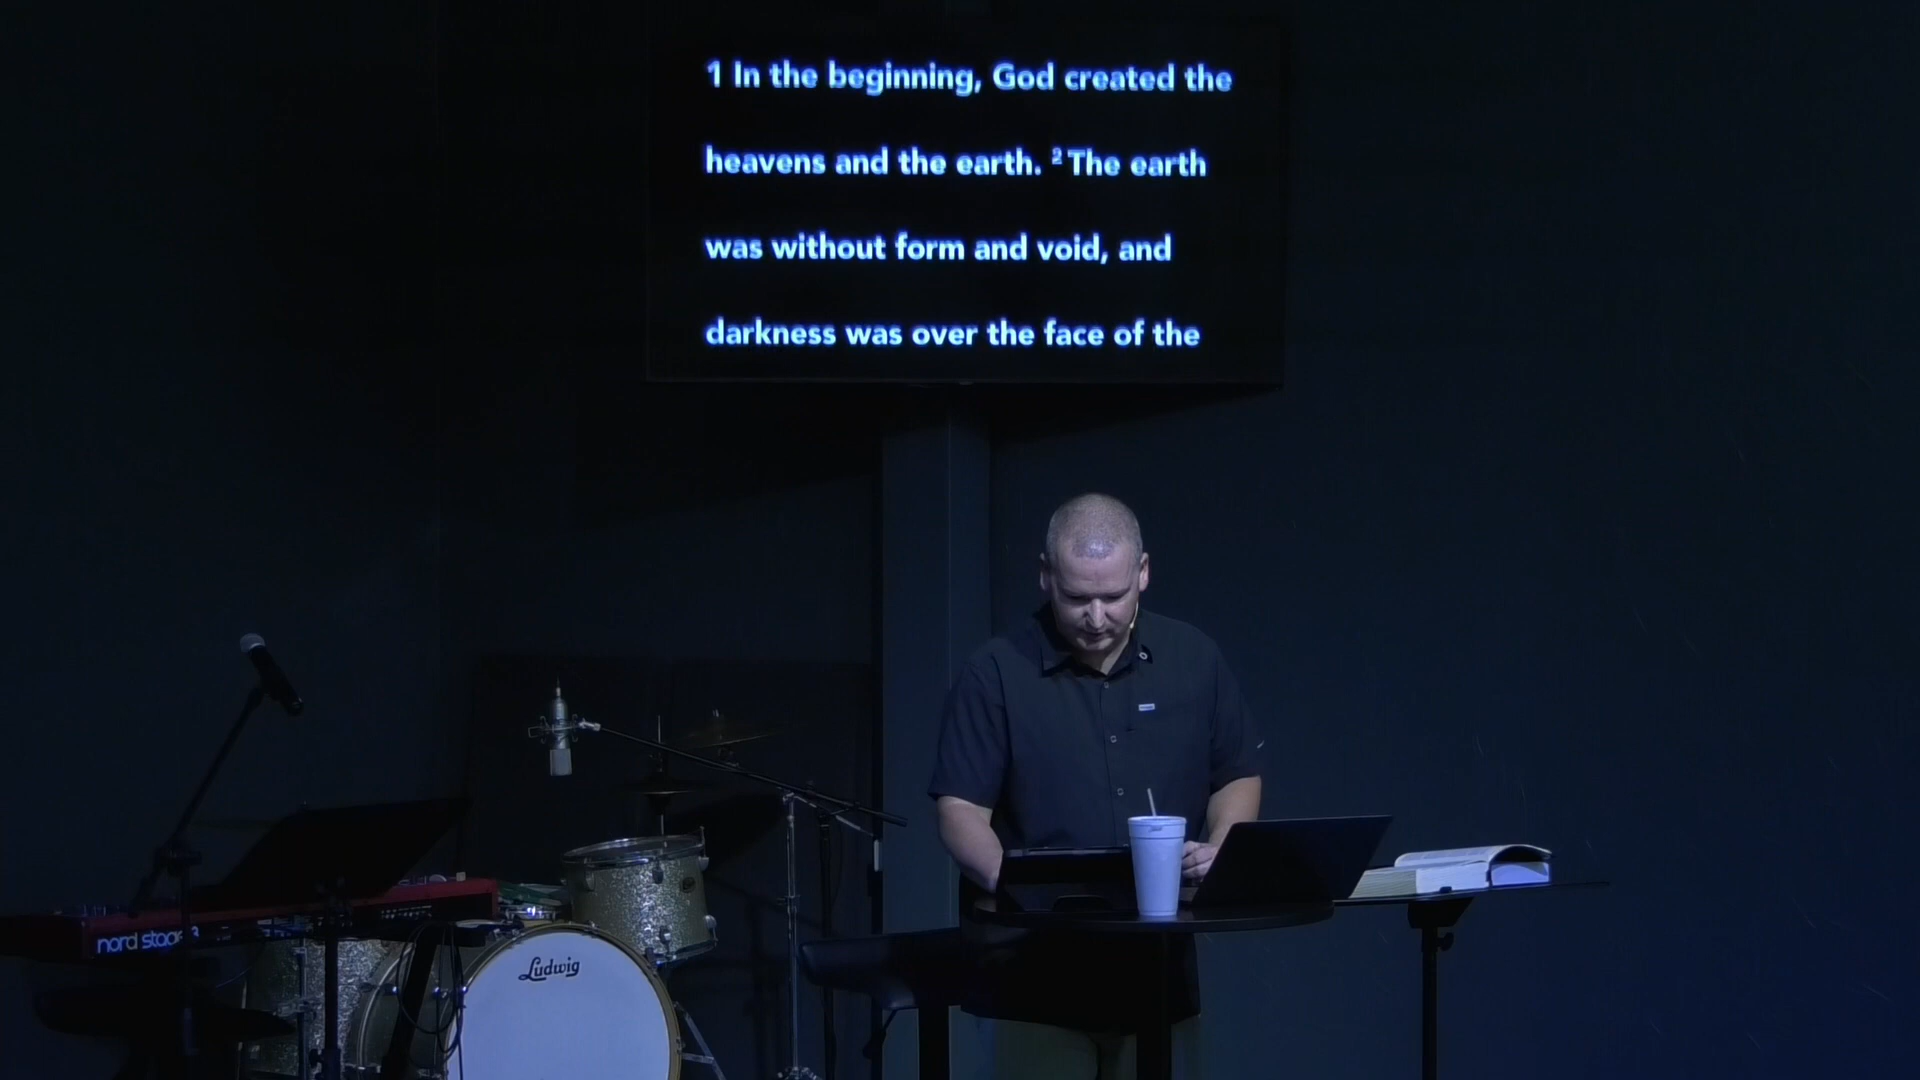 1 In the beginning, God created the
heavens and the earth. 2 The earth
was without form and void, and
darkness was over the face of the
nord stage 3
Ludwig